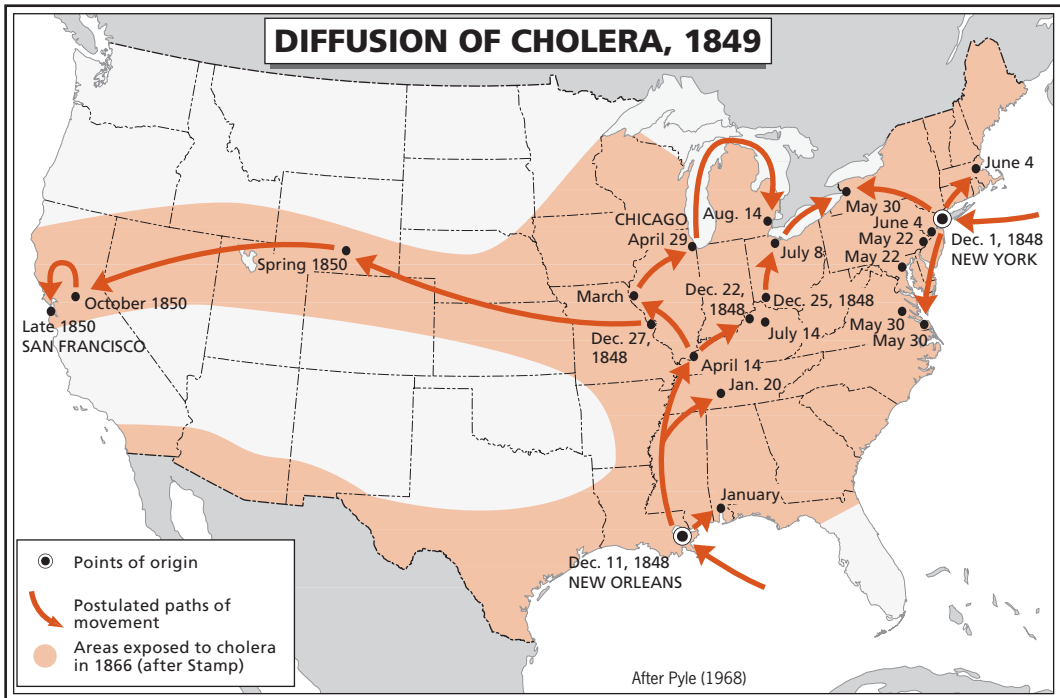 DIFFUSION OF CHOLERA, 1849
June 4
CHICAGO
April 29
Aug. 14
May 30
June 4
May 22
May 22
Dec. 1, 1848
NEW YORK
July 8
Spring 1850
October 1850
Late 1850
SAN FRANCISCO
March
Dec. 22,
1848
Dec. 25, 1848
July 14
May 30
May 30
Dec. 27,
1848
April 14
Jan. 20
January
Dec. 11, 1848
NEW ORLEANS
Points of origin
Postulated paths of
movement
Areas exposed to cholera
in 1866 (after Stamp)
After Pyle (1968)